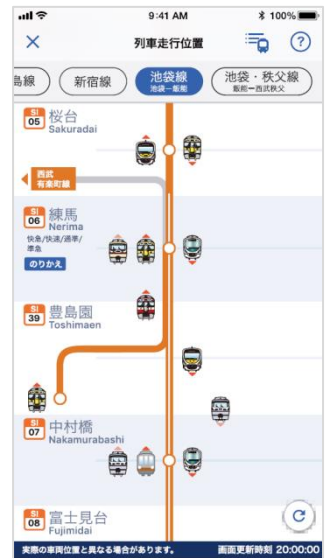 9:41 AM
100%
列車走行位置
?
島線
新宿線
池袋線
池袋ー飯能
池袋・秩父線
飯能ー西武秩父
SI
05
桜台
Sakuradai
西武
有楽町線
SI
06
練馬
Nerima
快急/快速/通準/
準急
のりかえ
SI
39
豊島園
Toshimaen
SI
07
中村橋
Nakamurabashi
SI
08
富士見台
Fujimidai
実際の車両位置と異なる場合があります。
画面更新時刻 20:00:00